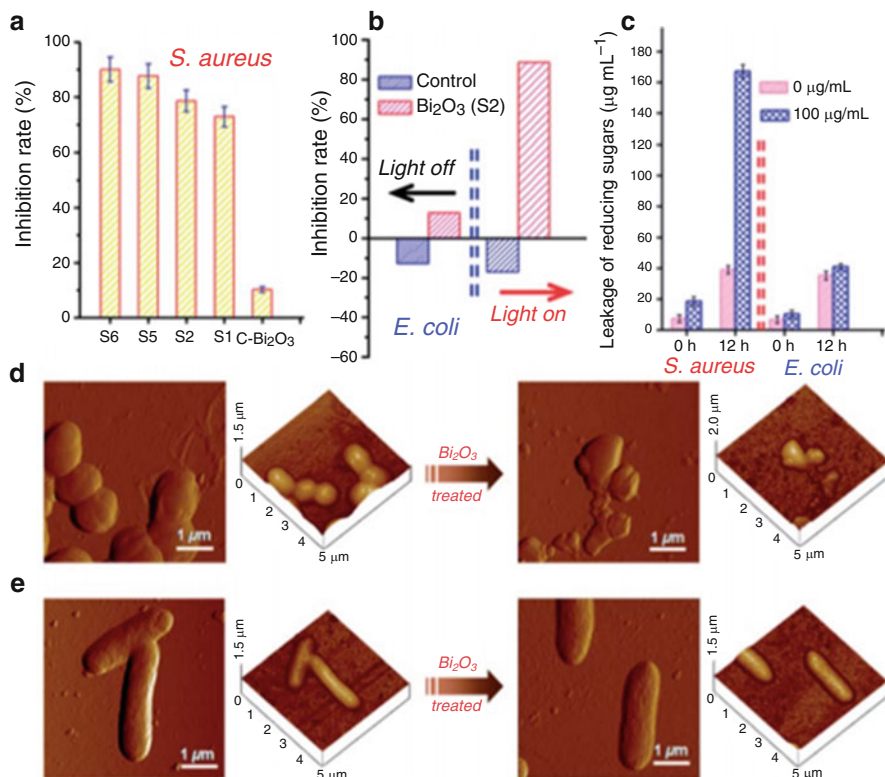 a
S. aureus
Inhibition rate (%)
100
80
60
40
20
0
S6 S5 S2 S1 C-Bi₂O₃
b
Inhibition rate (%)
100
80
60
40
20
0
−20
−40
−60
Control
Bi₂O₃ (S2)
Light off
E. coli
Light on
c
Leakage of reducing sugars (μg mL⁻¹)
180
160
140
120
100
80
60
40
20
0
0 μg/mL
100 μg/mL
0 h 12 h 0 h 12 h
S. aureus E. coli
d
1 μm
1.5 μm
0
1
2
3
4
5 μm
Bi₂O₃
treated
1 μm
2.0 μm
0
1
2
3
4
5 μm
e
1 μm
1.5 μm
0
1
2
3
4
5 μm
Bi₂O₃
treated
1 μm
1.5 μm
0
1
2
3
4
5 μm